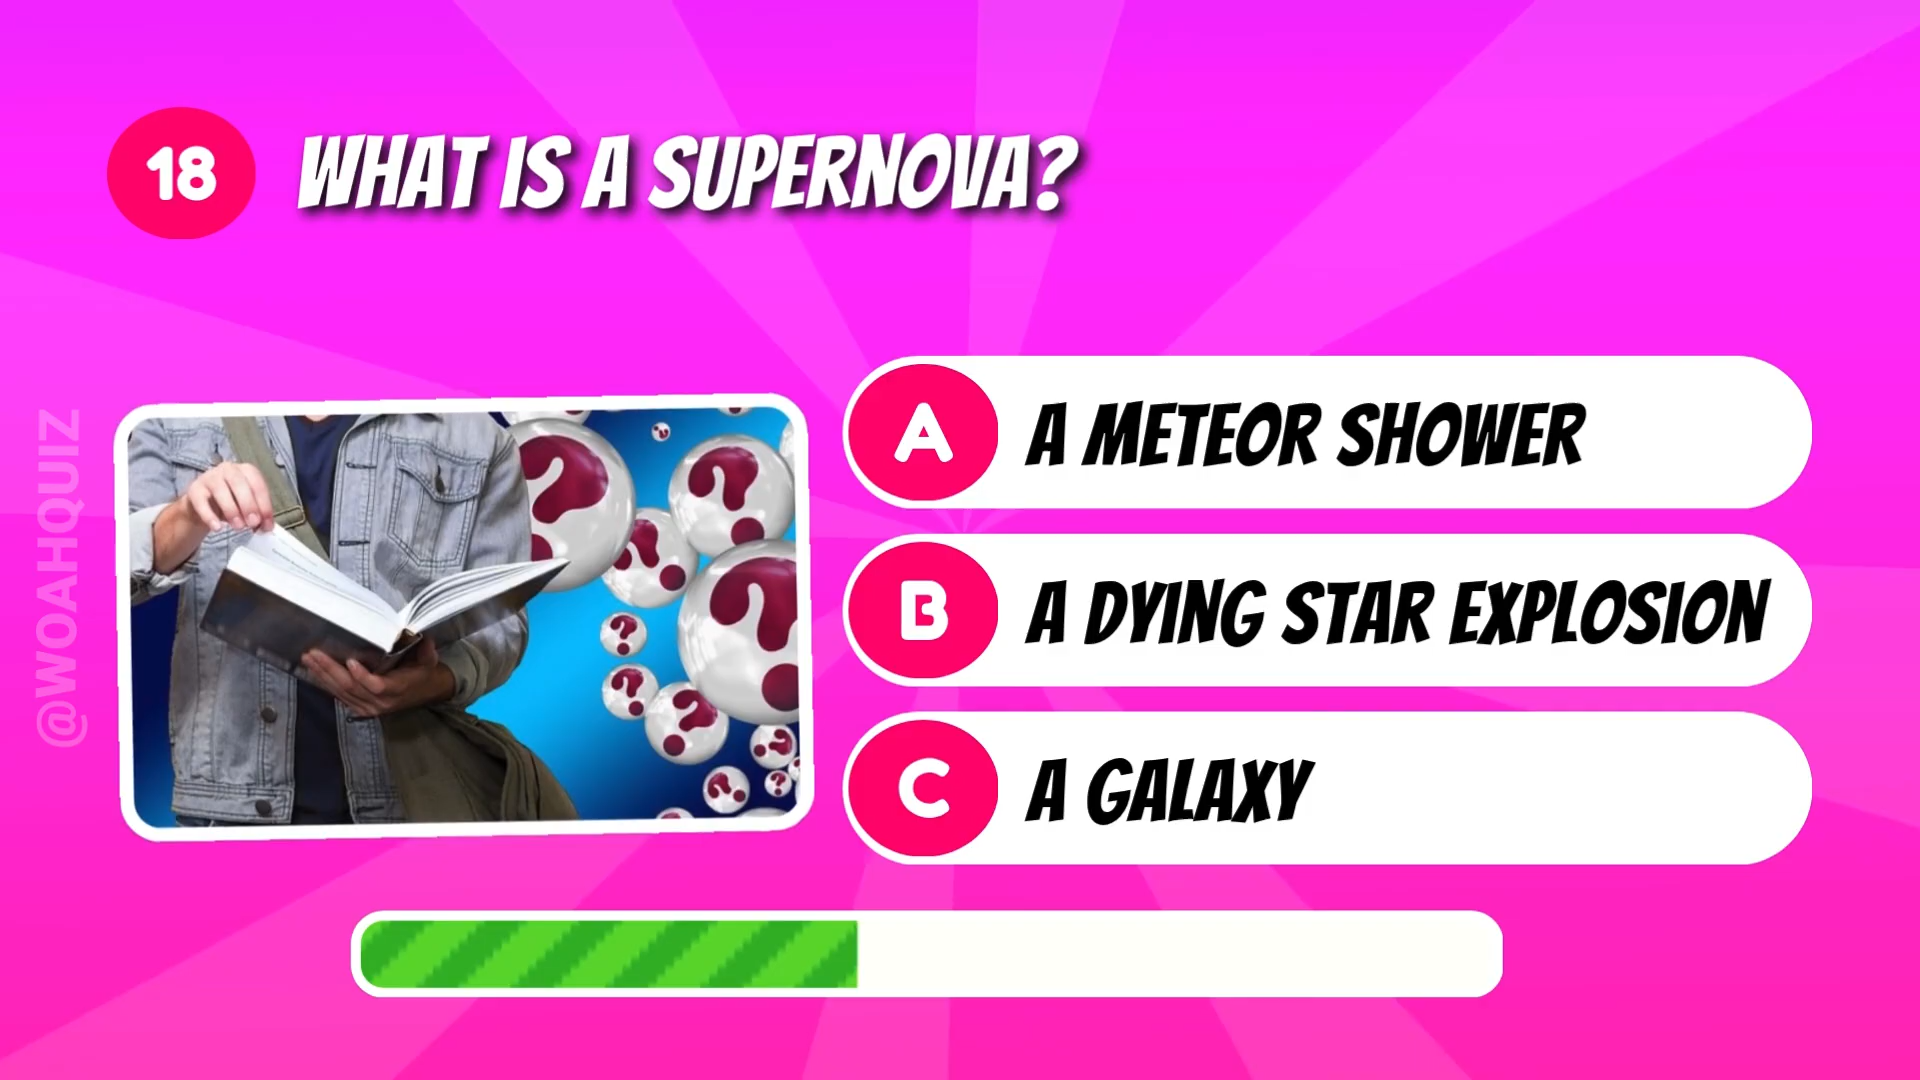 18
WHAT IS A SUPERNOVA?
@WOAHQUIZ
A A METEOR SHOWER
B A DYING STAR EXPLOSION
C A GALAXY